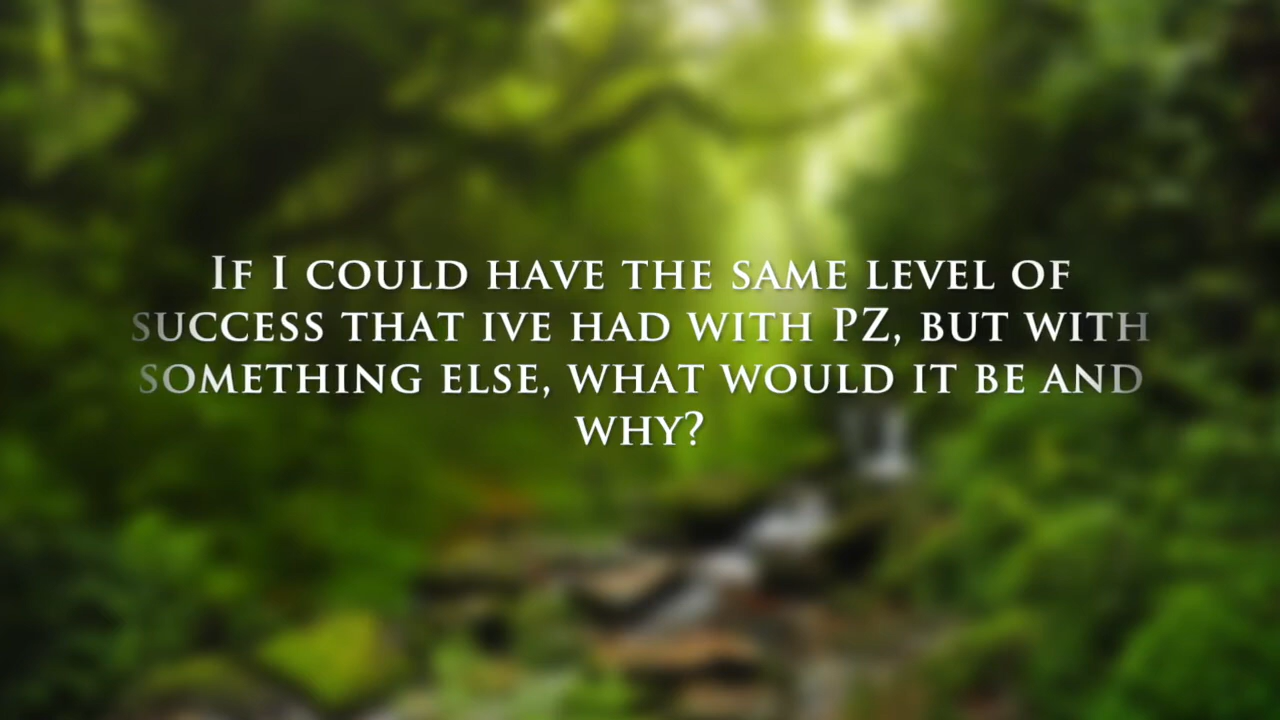 If I could have the same level of
success that ive had with PZ, but with
something else, what would it be and
why?